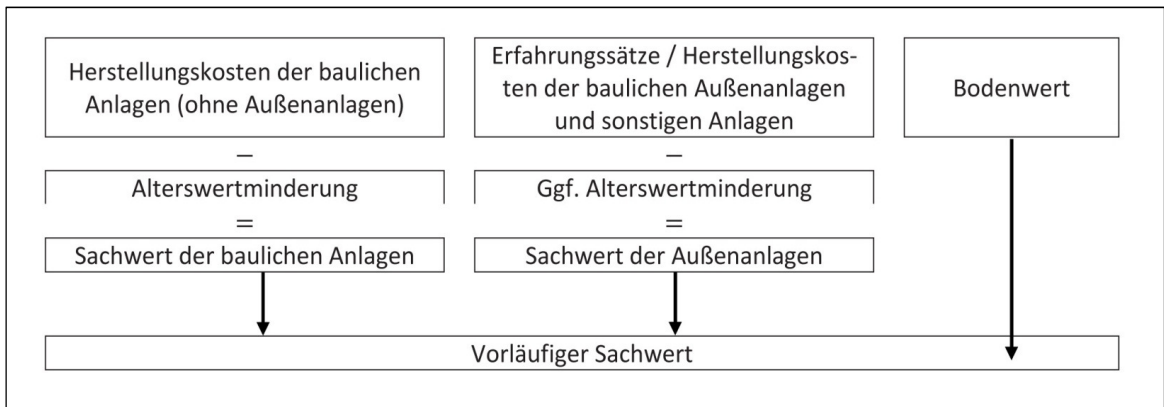 Herstellungskosten der baulichen
Anlagen (ohne Außenanlagen)
–
Alterswertminderung
=
Sachwert der baulichen Anlagen
Erfahrungssätze / Herstellungskos-
ten der baulichen Außenanlagen
und sonstigen Anlagen
–
Ggf. Alterswertminderung
=
Sachwert der Außenanlagen
Bodenwert
Vorläufiger Sachwert